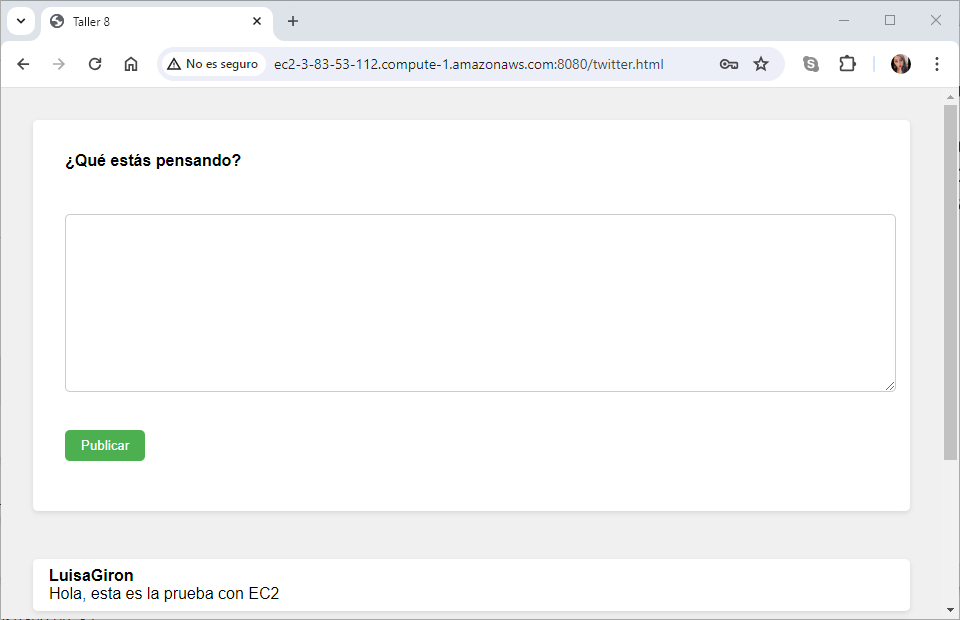 Taller 8
No es seguro
ec2-3-83-53-112.compute-1.amazonaws.com:8080/twitter.html
¿Qué estás pensando?
Publicar
LuisaGiron
Hola, esta es la prueba con EC2